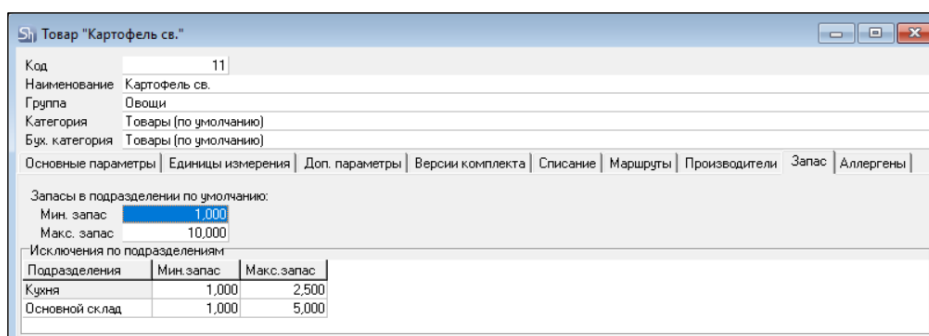 Sh Товар "Картофель св."
Код 11
Наименование Картофель св.
Группа Овощи
Категория Товары (по умолчанию)
Бух. категория Товары (по умолчанию)
Основные параметры Единицы измерения Доп. параметры Версии комплекта Списание Маршруты Производители Запас Аллергены
Запасы в подразделении по умолчанию:
Мин. запас 1,000
Макс. запас 10,000
Исключения по подразделениям
Подразделения Мин.запас Макс.запас
Кухня 1,000 2,500
Основной склад 1,000 5,000